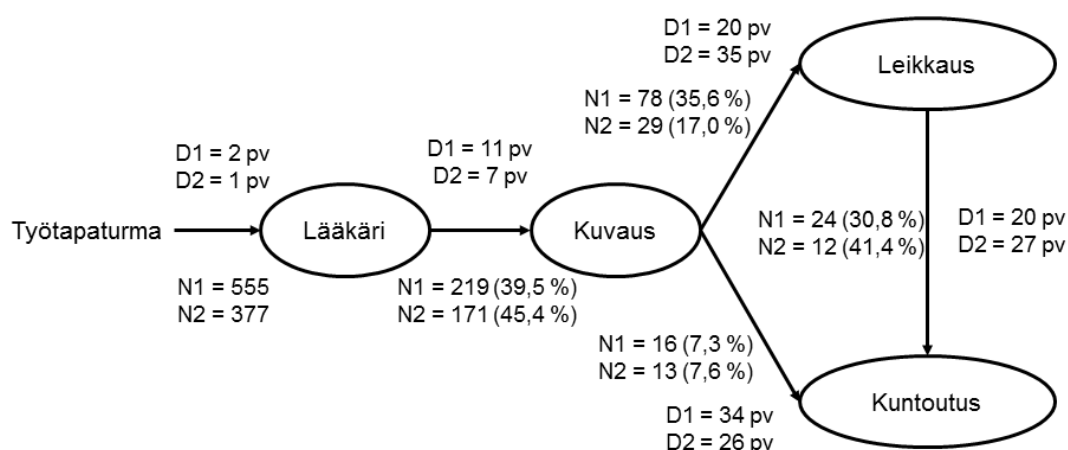 Työtapaturma
D1 = 2 pv
D2 = 1 pv
Lääkäri
N1 = 555
N2 = 377
D1 = 11 pv
D2 = 7 pv
N1 = 219 (39,5 %)
N2 = 171 (45,4 %)
Kuvaus
D1 = 20 pv
D2 = 35 pv
N1 = 78 (35,6 %)
N2 = 29 (17,0 %)
Leikkaus
N1 = 24 (30,8 %)
N2 = 12 (41,4 %)
D1 = 20 pv
D2 = 27 pv
N1 = 16 (7,3 %)
N2 = 13 (7,6 %)
D1 = 34 pv
D2 = 26 pv
Kuntoutus